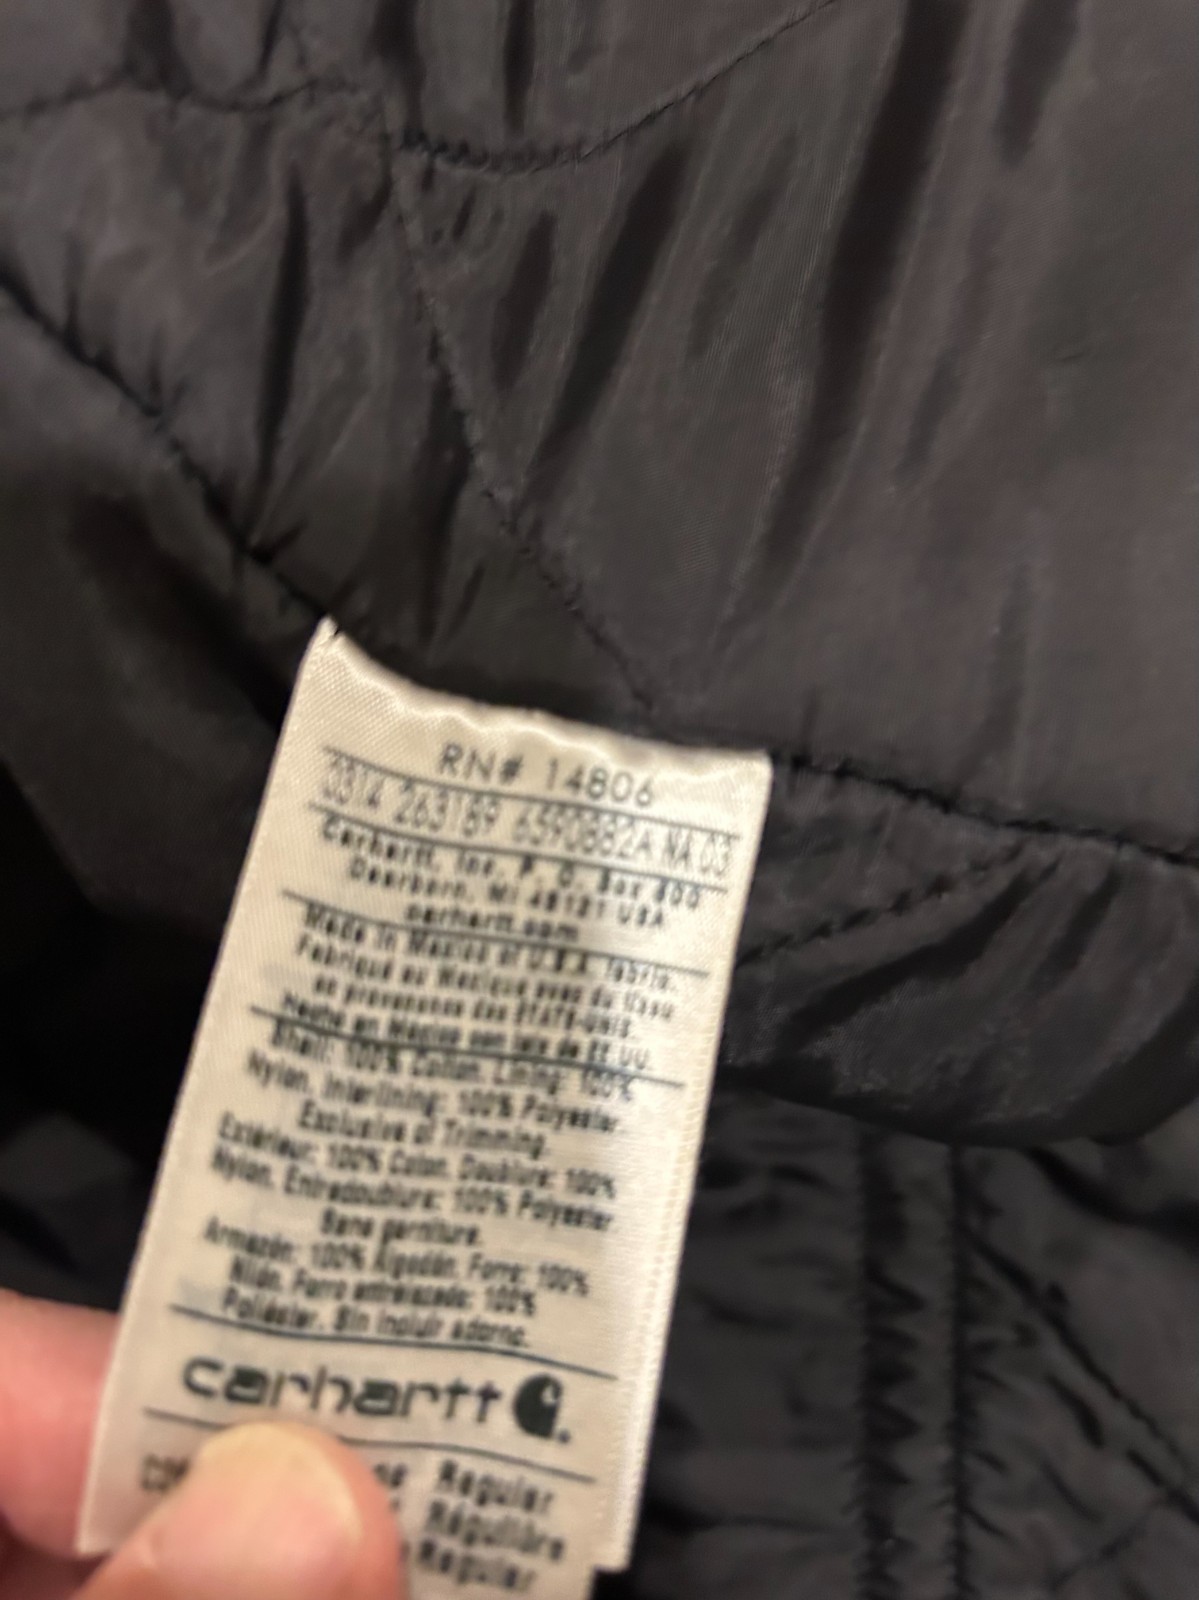 RN# 14806
0314 263189 6590882A NA 03
Carhartt, Inc. P. O. Box 600
Dearborn, MI 48121 USA
carhartt.com
Made in Mexico of U.S.A. fabric.
Fabriqué au Mexique avec du tissu
en provenance des ÉTATS-UNIS.
Hecho en Mexico con tela de EE.UU.
Shell: 100% Cotton. Lining: 100%
Nylon. Interlining: 100% Polyester.
Exclusive of Trimming.
Extérieur: 100% Coton. Doublure: 100%
Nylon. Entredoublure: 100% Polyester.
Sans garniture.
Armazón: 100% Algodón. Forro: 100%
Nilón. Forro entrelazado: 100%
Poliéster. Sin incluir adorno.
carhartt
Regular
Régulière
Regular